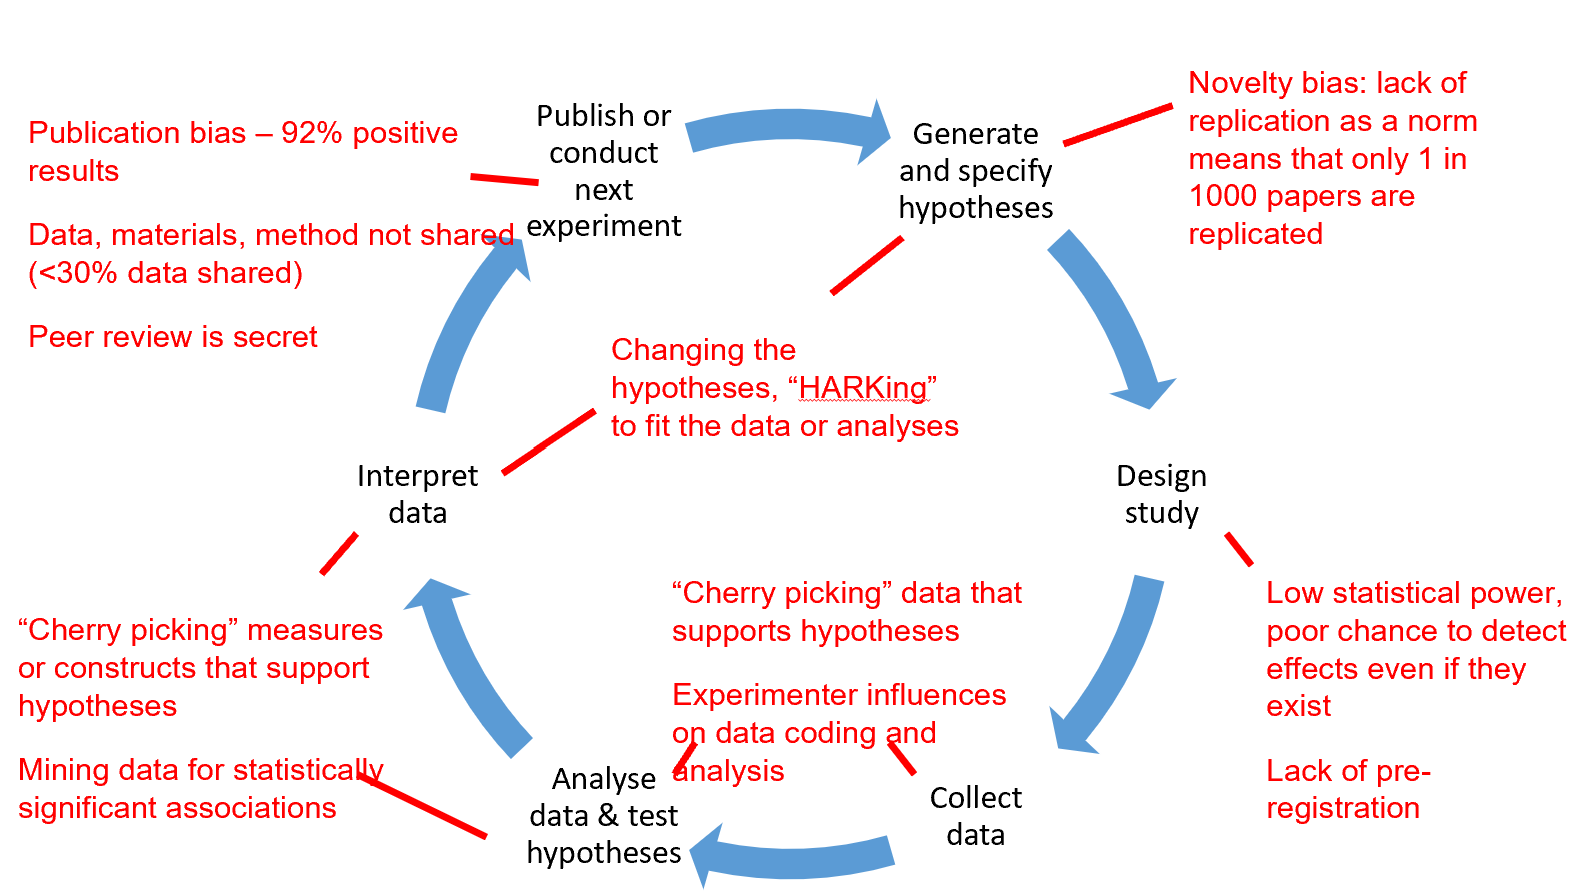 Publication bias – 92% positive
results
Data, materials, method not shared
(<30% data shared)
Peer review is secret
Publish or
conduct
next
experiment
Generate
and specify
hypotheses
Novelty bias: lack of
replication as a norm
means that only 1 in
1000 papers are
replicated
Changing the
hypotheses, “HARKing”
to fit the data or analyses
Interpret
data
Design
study
“Cherry picking” measures
or constructs that support
hypotheses
Mining data for statistically
significant associations
“Cherry picking” data that
supports hypotheses
Experimenter influences
on data coding and
analysis
Low statistical power,
poor chance to detect
effects even if they
exist
Lack of pre-
registration
Analyse
data & test
hypotheses
Collect
data